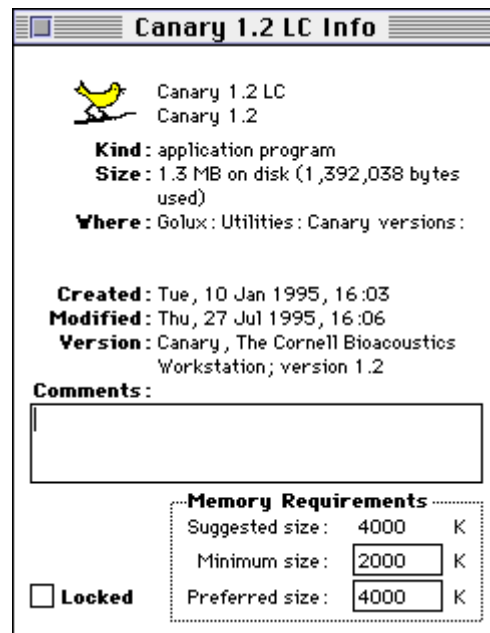 Canary 1.2 LC Info
Canary 1.2 LC
Canary 1.2
Kind: application program
Size: 1.3 MB on disk (1,392,038 bytes
used)
Where: Golux: Utilities: Canary versions:
Created: Tue, 10 Jan 1995, 16:03
Modified: Thu, 27 Jul 1995, 16:06
Version: Canary, The Cornell Bioacoustics
Workstation; version 1.2
Comments:
Memory Requirements
Suggested size: 4000 K
Minimum size: 2000 K
Locked Preferred size: 4000 K